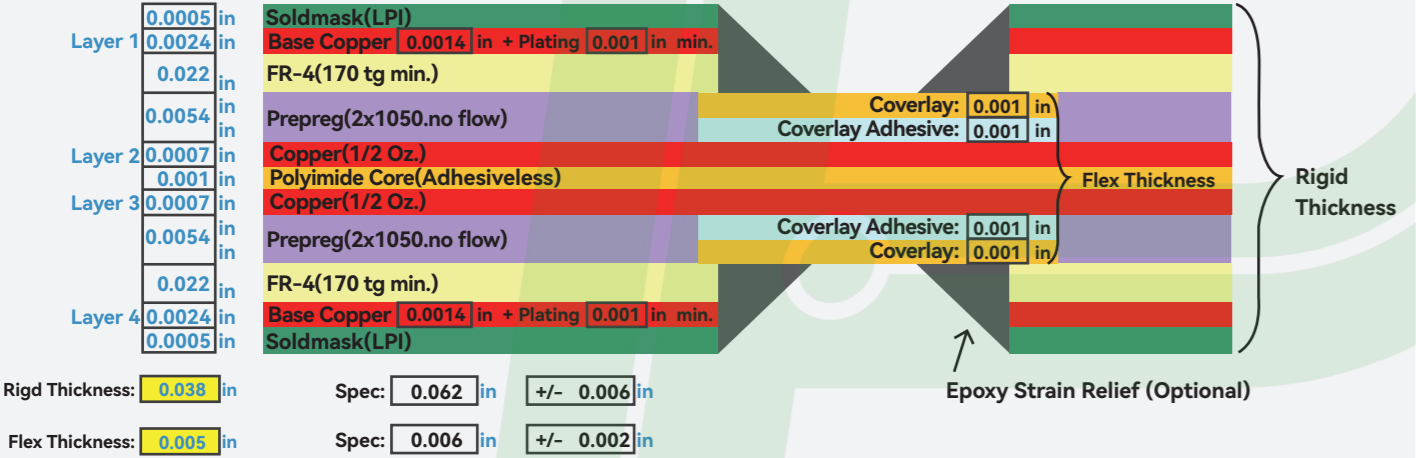 0.0005 in Soldmask(LPI)
Layer 1 0.0024 in Base Copper 0.0014 in + Plating 0.001 in min.
0.022 in FR-4(170 tg min.)
0.0054 in in Prepreg(2x1050.no flow)
Coverlay: 0.001 in
Coverlay Adhesive: 0.001 in
Layer 2 0.0007 in Copper(1/2 Oz.)
0.001 in Polyimide Core(Adhesiveless)
Flex Thickness
Rigid
Thickness
Layer 3 0.0007 in Copper(1/2 Oz.)
0.0054 in in Prepreg(2x1050.no flow)
Coverlay Adhesive: 0.001 in
Coverlay: 0.001 in
0.022 in FR-4(170 tg min.)
Layer 4 0.0024 in Base Copper 0.0014 in + Plating 0.001 in min.
0.0005 in Soldmask(LPI)
Epoxy Strain Relief (Optional)
Rigd Thickness: 0.038 in Spec: 0.062 in +/- 0.006 in
Flex Thickness: 0.005 in Spec: 0.006 in +/- 0.002 in